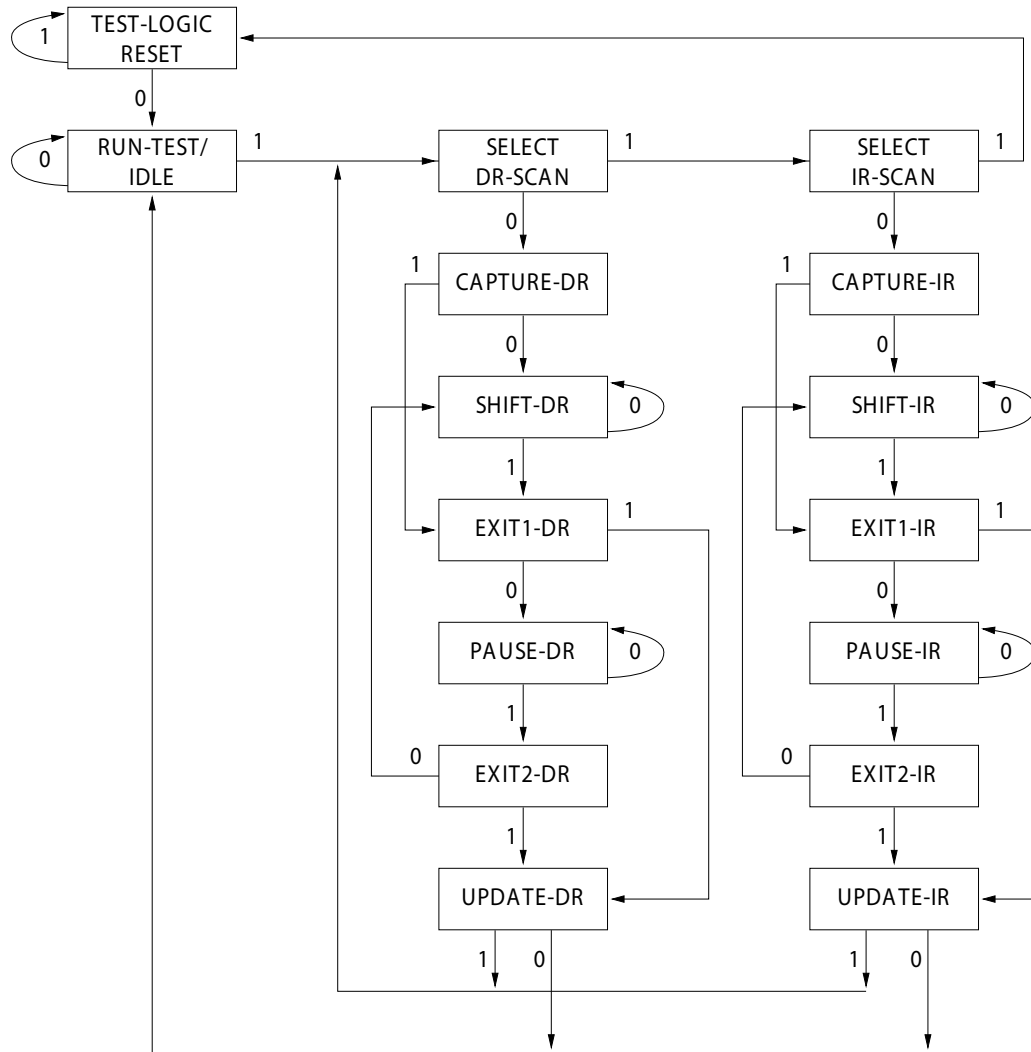 TEST-LOGIC
RESET
1
0
RUN-TEST/
IDLE
0
1
SELECT
DR-SCAN
1
SELECT
IR-SCAN
1
0
0
1
CAPTURE-DR
1
CAPTURE-IR
0
0
SHIFT-DR
0
SHIFT-IR
0
1
1
EXIT1-DR
1
EXIT1-IR
1
0
0
PAUSE-DR
0
PAUSE-IR
0
1
1
0
EXIT2-DR
0
EXIT2-IR
1
1
UPDATE-DR
UPDATE-IR
1
0
1
0